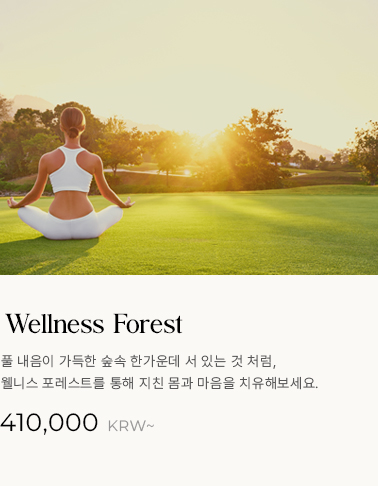 Wellness Forest
풀 내음이 가득한 숲속 한가운데 서 있는 것 처럼,
웰니스 포레스트를 통해 지친 몸과 마음을 치유해보세요.
410,000 KRW~